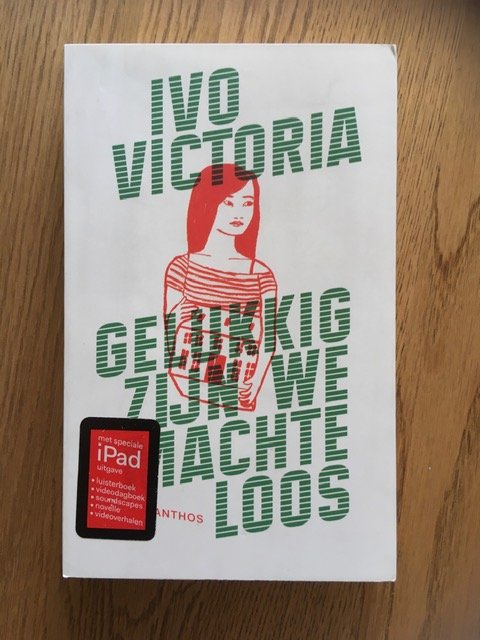 IVO
VICTORIA
GELUKKIG
ZIJN WE
MACHTE
LOOS
ANTHOS
met speciale
iPad
uitgave
• luisterboek
• videodagboek
• soundscapes
• novelle
• videoverhalen